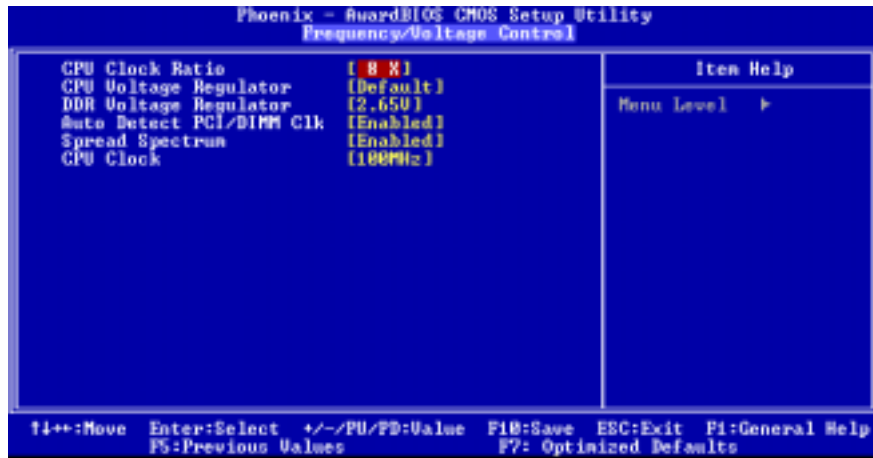 Phoenix - AwardBIOS CMOS Setup Utility
Frequency/Voltage Control
CPU Clock Ratio [ 8 X]
CPU Voltage Regulator [Default]
DDR Voltage Regulator [2.65V]
Auto Detect PCI/DIMM Clk [Enabled]
Spread Spectrum [Enabled]
CPU Clock [100MHz]
Item Help
Menu Level ►
↑↓→←:Move Enter:Select +/-/PU/PD:Value F10:Save ESC:Exit F1:General Help
F5:Previous Values F7: Optimized Defaults